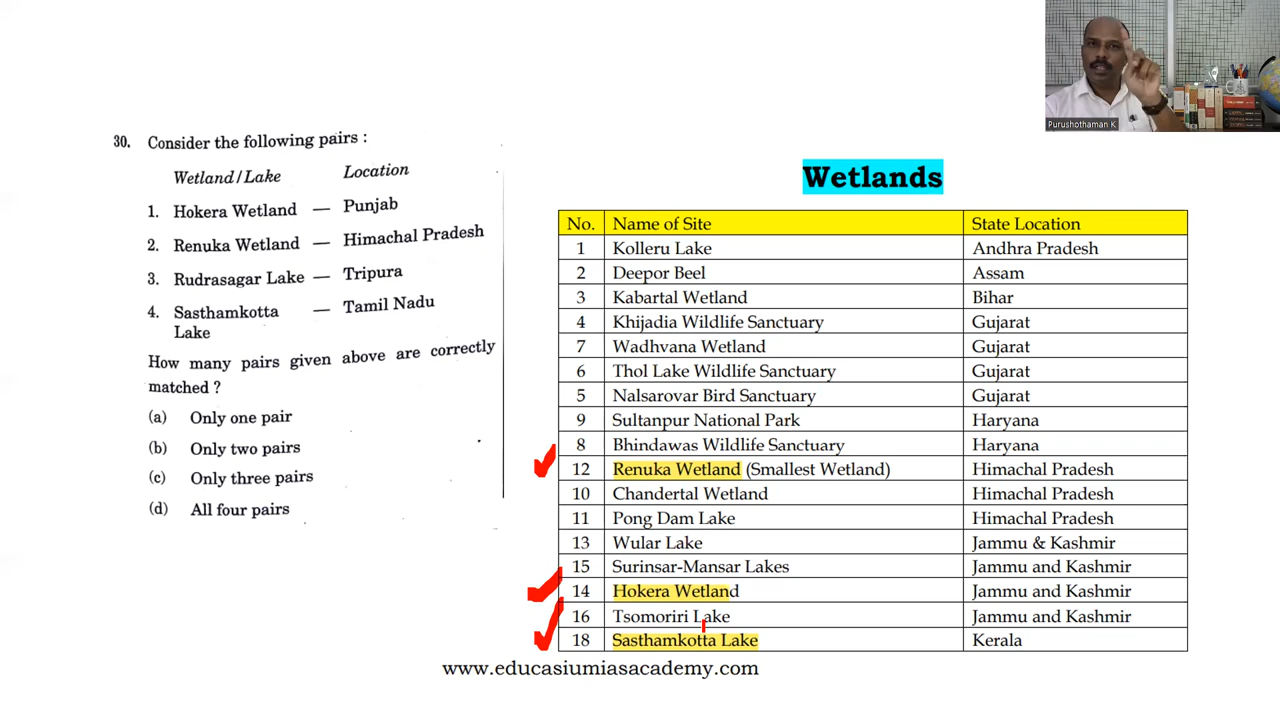 Purushothaman K
30. Consider the following pairs :
Wetland/Lake Location
1. Hokera Wetland — Punjab
2. Renuka Wetland — Himachal Pradesh
3. Rudrasagar Lake — Tripura
4. Sasthamkotta — Tamil Nadu
Lake
How many pairs given above are correctly
matched ?
(a) Only one pair
(b) Only two pairs
(c) Only three pairs
(d) All four pairs
Wetlands
No. Name of Site State Location
1 Kolleru Lake Andhra Pradesh
2 Deepor Beel Assam
3 Kabartal Wetland Bihar
4 Khijadia Wildlife Sanctuary Gujarat
7 Wadhvana Wetland Gujarat
6 Thol Lake Wildlife Sanctuary Gujarat
5 Nalsarovar Bird Sanctuary Gujarat
9 Sultanpur National Park Haryana
8 Bhindawas Wildlife Sanctuary Haryana
12 Renuka Wetland (Smallest Wetland) Himachal Pradesh
10 Chandertal Wetland Himachal Pradesh
11 Pong Dam Lake Himachal Pradesh
13 Wular Lake Jammu & Kashmir
15 Surinsar-Mansar Lakes Jammu and Kashmir
14 Hokera Wetland Jammu and Kashmir
16 Tsomoriri Lake Jammu and Kashmir
18 Sasthamkotta Lake Kerala
www.educasiumiasacademy.com